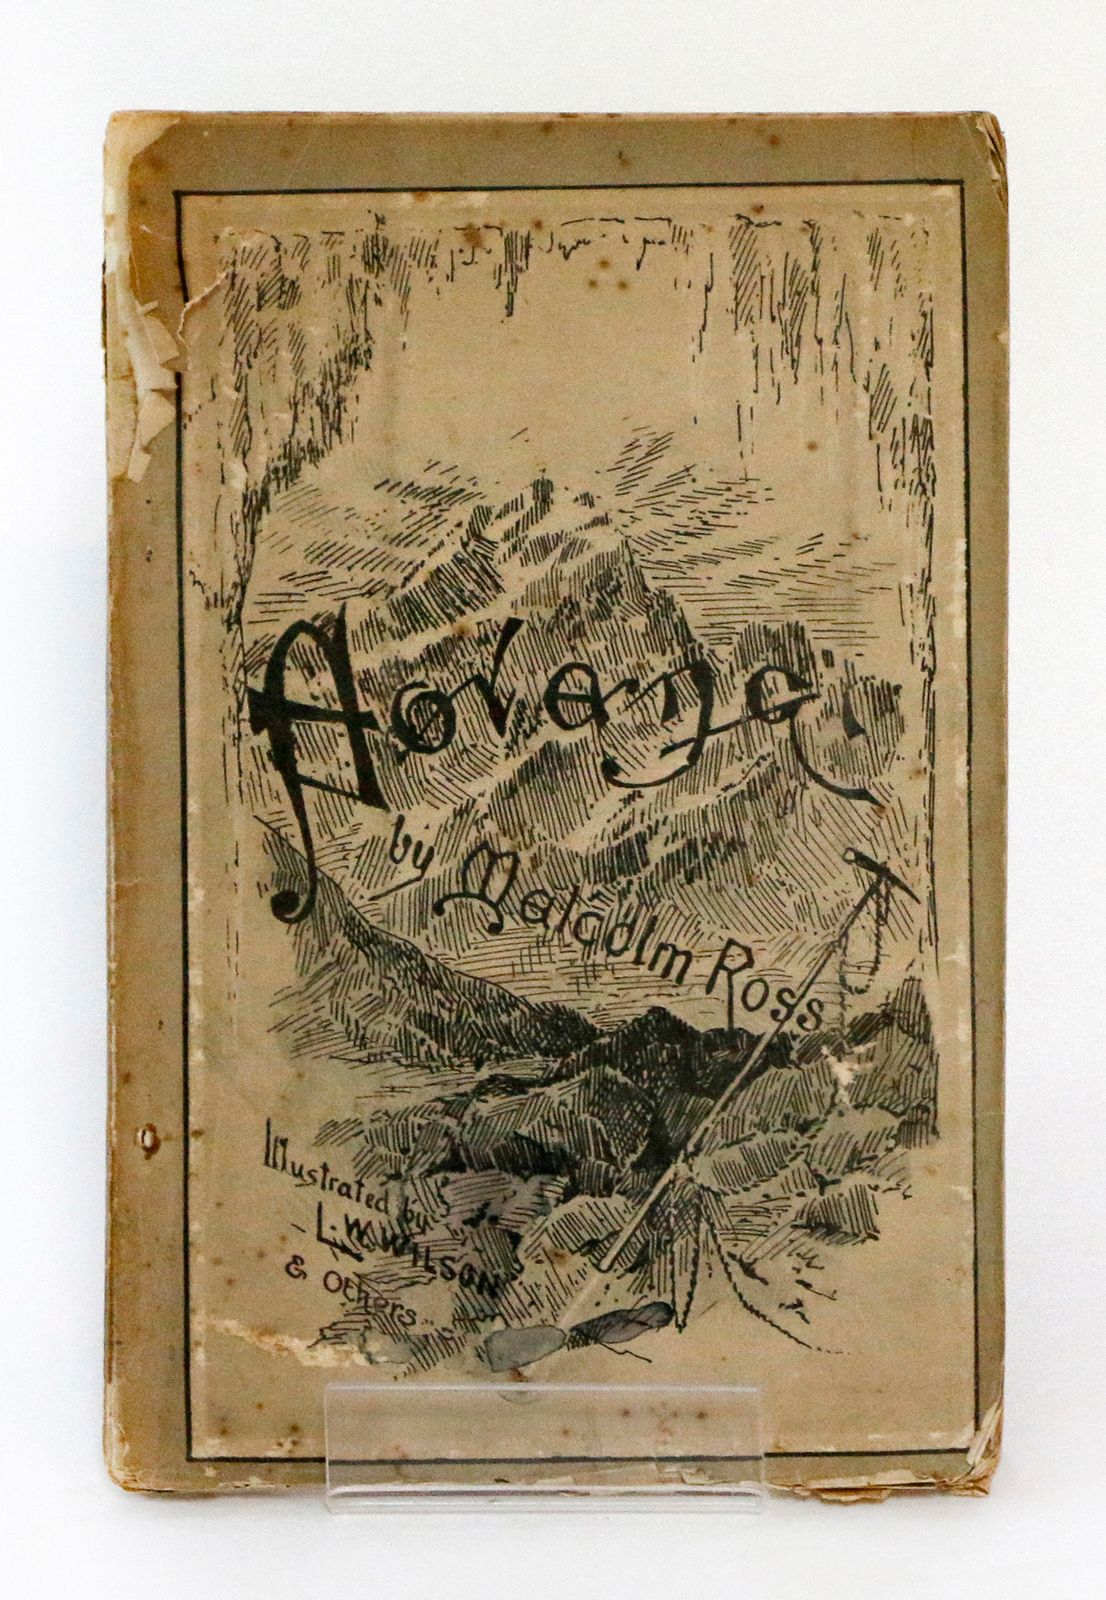 Aorangi
by Malcolm Ross
Illustrated by
L. W. WILSON
& Others